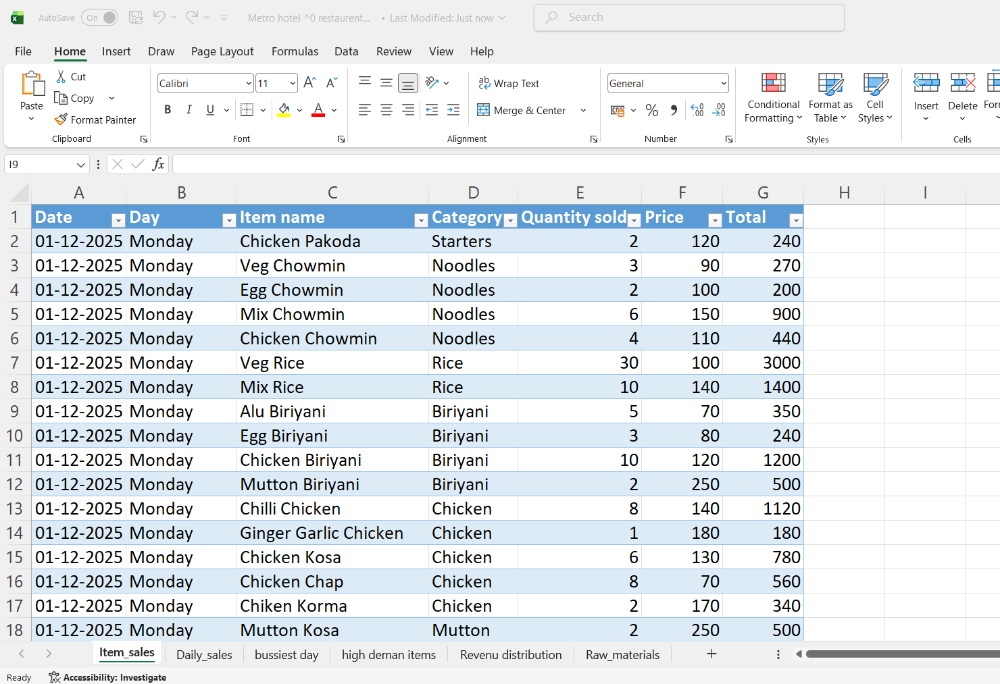 AutoSave On Metro hotel ^0 restaurent... • Last Modified: Just now Search
File Home Insert Draw Page Layout Formulas Data Review View Help
Paste
Cut
Copy
Format Painter
Clipboard
Calibri 11
B I U A
Font
Wrap Text
Merge & Center
Alignment
General
Number
Conditional Formatting
Format as Table
Cell Styles
Styles
Insert Delete For
Cells
I9 fx
A B C D E F G H I
1 Date Day Item name Category Quantity sold Price Total
2 01-12-2025 Monday Chicken Pakoda Starters 2 120 240
3 01-12-2025 Monday Veg Chowmin Noodles 3 90 270
4 01-12-2025 Monday Egg Chowmin Noodles 2 100 200
5 01-12-2025 Monday Mix Chowmin Noodles 6 150 900
6 01-12-2025 Monday Chicken Chowmin Noodles 4 110 440
7 01-12-2025 Monday Veg Rice Rice 30 100 3000
8 01-12-2025 Monday Mix Rice Rice 10 140 1400
9 01-12-2025 Monday Alu Biriyani Biriyani 5 70 350
10 01-12-2025 Monday Egg Biriyani Biriyani 3 80 240
11 01-12-2025 Monday Chicken Biriyani Biriyani 10 120 1200
12 01-12-2025 Monday Mutton Biriyani Biriyani 2 250 500
13 01-12-2025 Monday Chilli Chicken Chicken 8 140 1120
14 01-12-2025 Monday Ginger Garlic Chicken Chicken 1 180 180
15 01-12-2025 Monday Chicken Kosa Chicken 6 130 780
16 01-12-2025 Monday Chicken Chap Chicken 8 70 560
17 01-12-2025 Monday Chiken Korma Chicken 2 170 340
18 01-12-2025 Monday Mutton Kosa Mutton 2 250 500
Item_sales Daily_sales bussiest day high deman items Revenu distribution Raw_materials
Ready Accessibility: Investigate